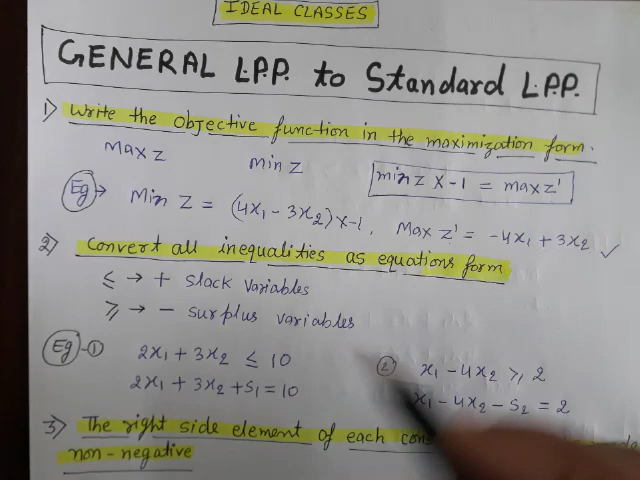 IDEAL CLASSES
GENERAL L.P.P. to Standard L.P.P.
1) Write the Objective function in the maximization form.
Max Z Min Z min Z X -1 = max Z'
Eg → Min Z = (4x₁ - 3x₂) x -1, Max Z' = -4x₁ + 3x₂ ✓
2) Convert all inequalities as equations form
≤ → + slack variables
≥ → - surplus variables
Eg - ① 2x₁ + 3x₂ ≤ 10 ② x₁ - 4x₂ ≥ 2
2x₁ + 3x₂ + S₁ = 10 x₁ - 4x₂ - S₂ = 2
3) The right side element of each
non-negative